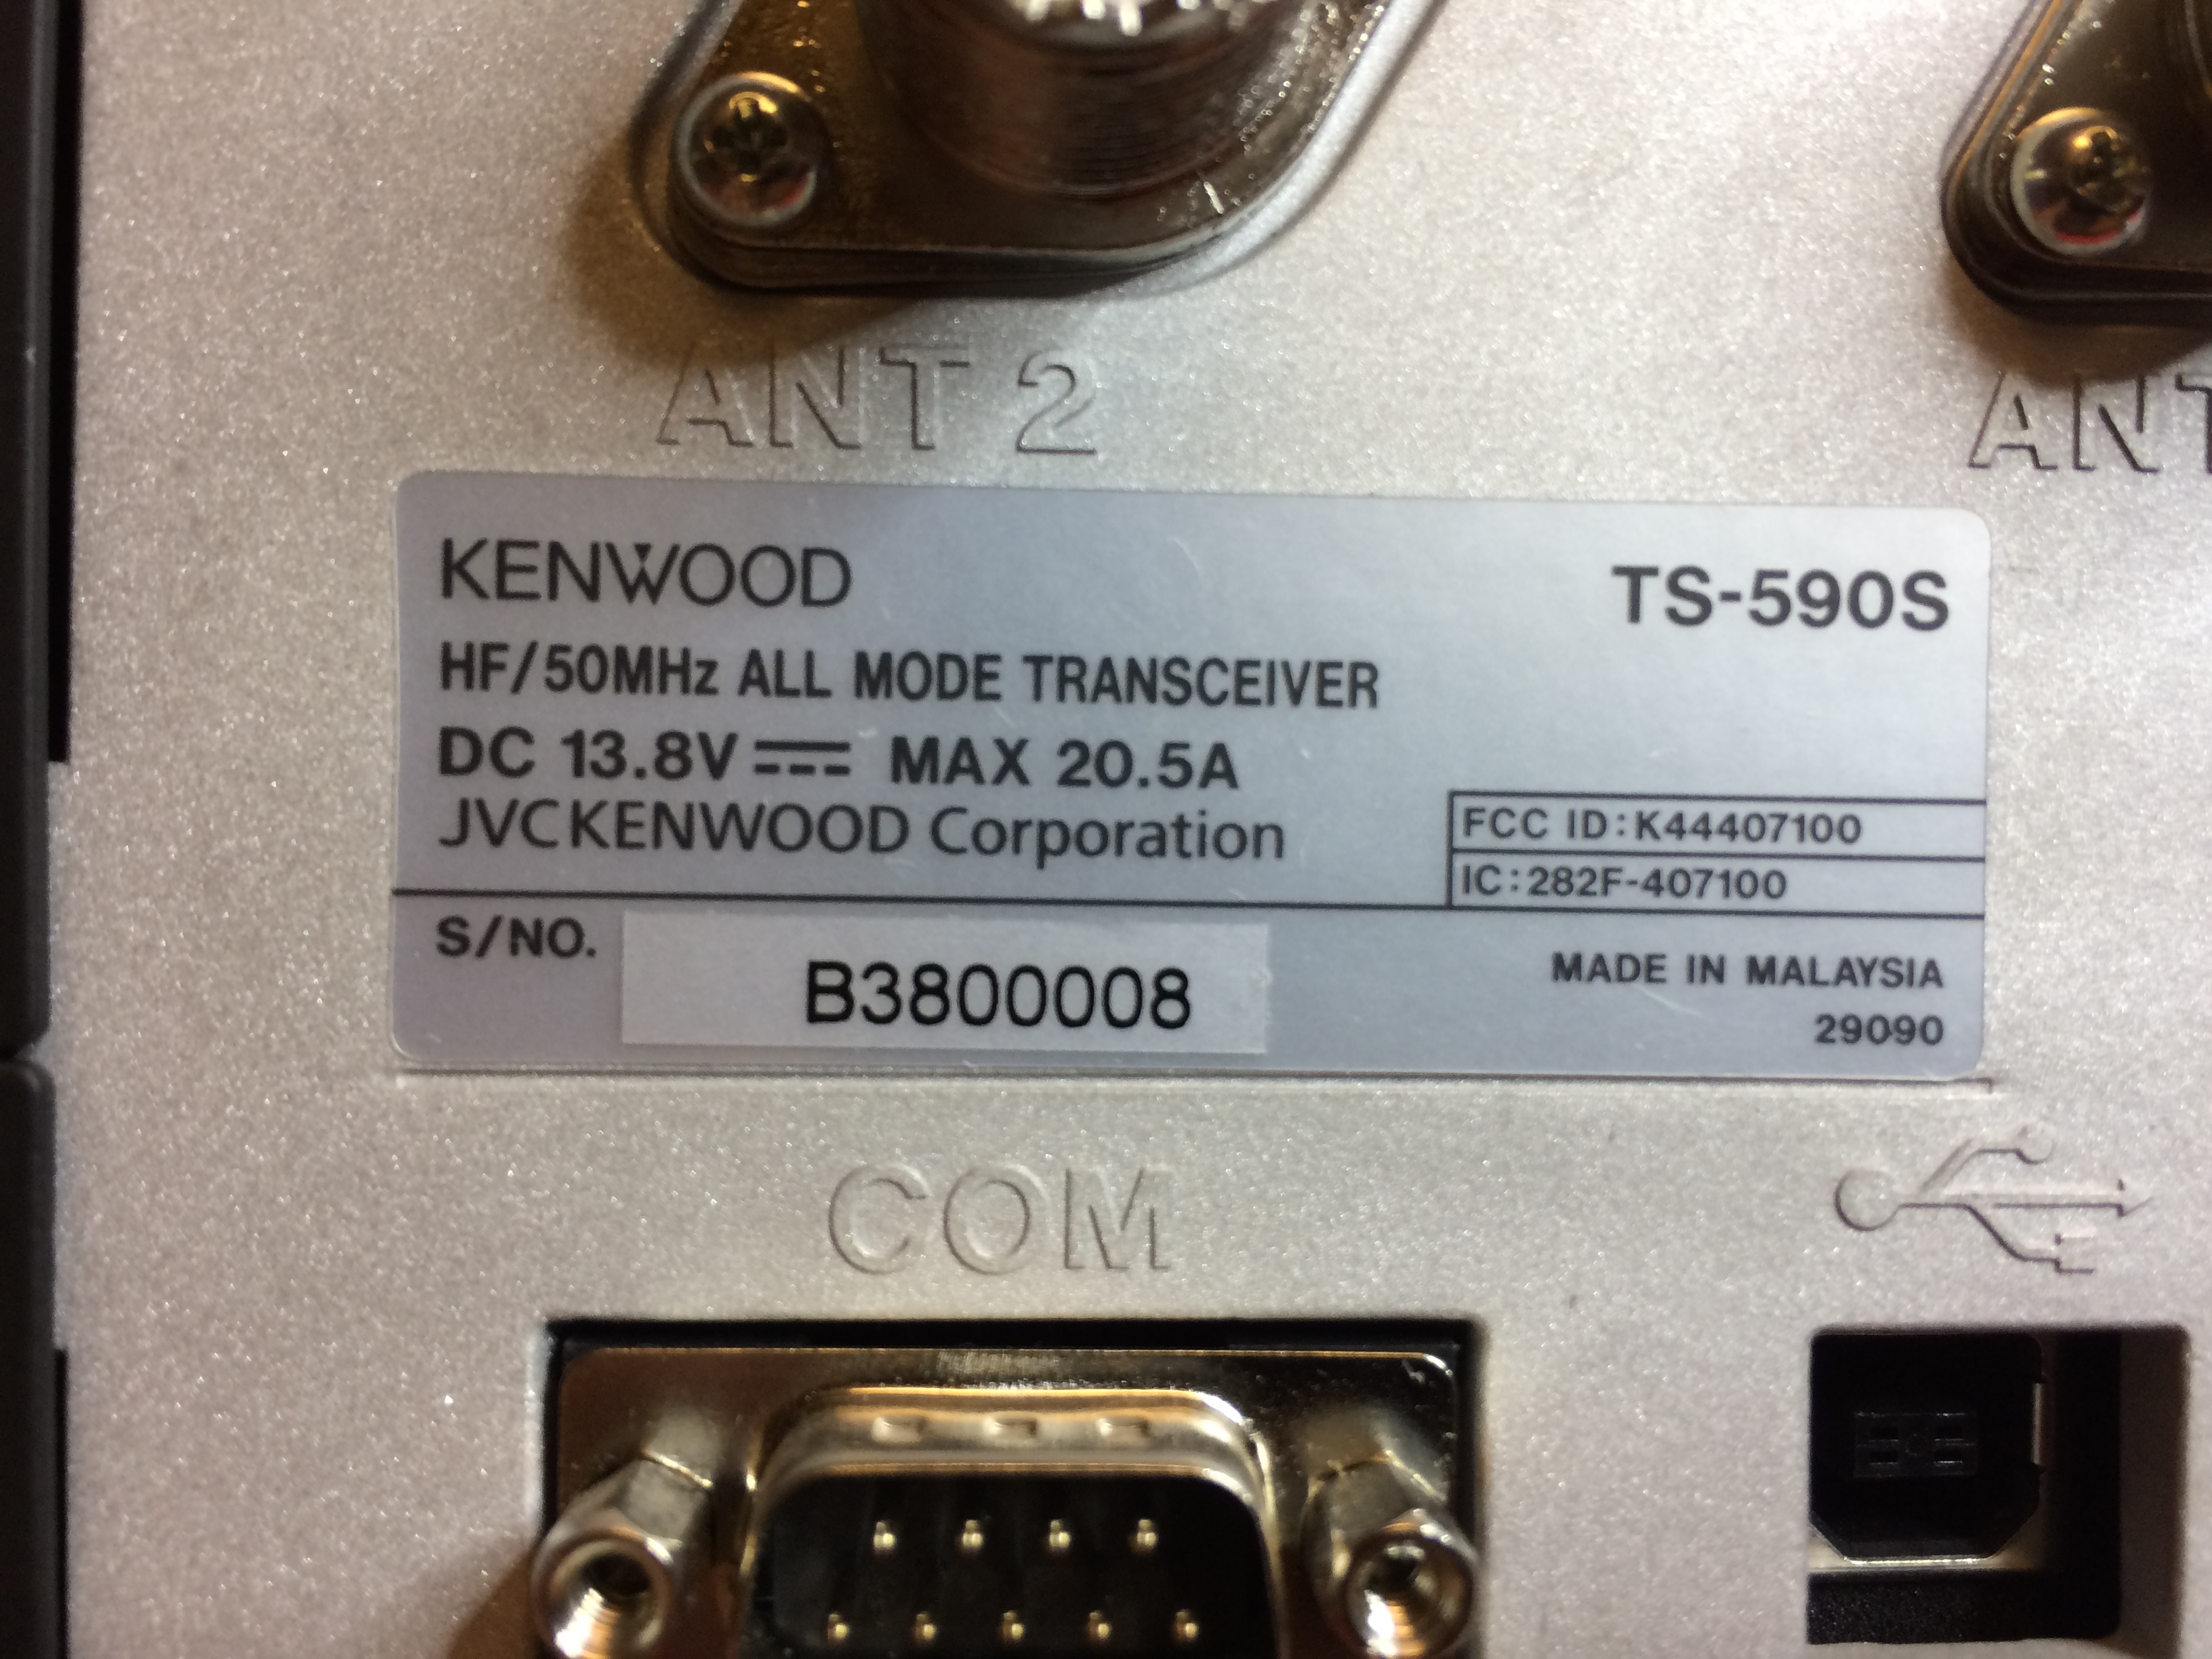 ANT 2
ANT
KENWOOD
TS-590S
HF/50MHz ALL MODE TRANSCEIVER
DC 13.8V MAX 20.5A
JVCKENWOOD Corporation
FCC ID:K44407100
IC:282F-407100
S/NO.
B3800008
MADE IN MALAYSIA
29090
COM